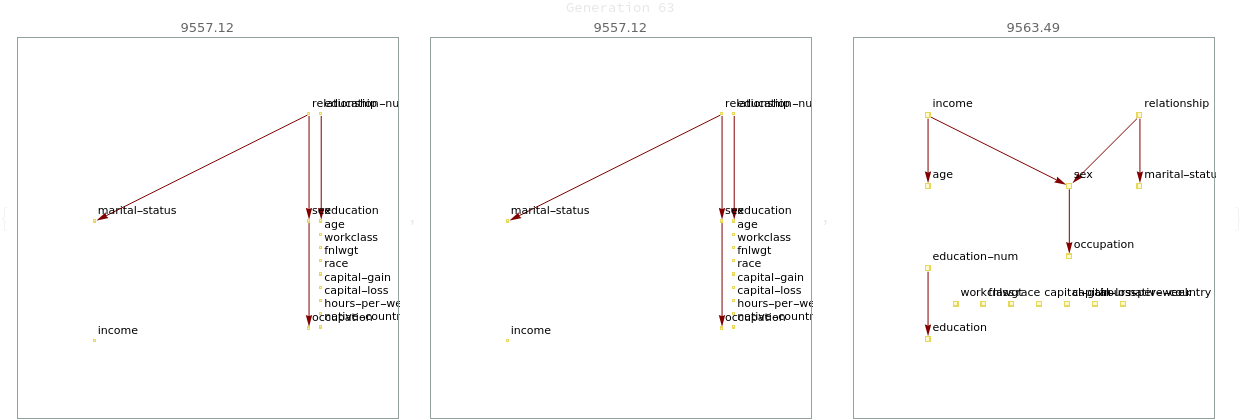 Generation 63
9557.12
9557.12
9563.49
relationship education-nu
marital-status
sex education
age
workclass
fnlwgt
race
capital-gain
capital-loss
hours-per-we
native-countr
occupation
income
relationship education-nu
marital-status
sex education
age
workclass
fnlwgt
race
capital-gain
capital-loss
hours-per-we
native-countr
occupation
income
income
relationship
age
sex
marital-statu
occupation
education-num
workclass fnlwgt race capital-gain capital-loss hours-per-week native-country
education